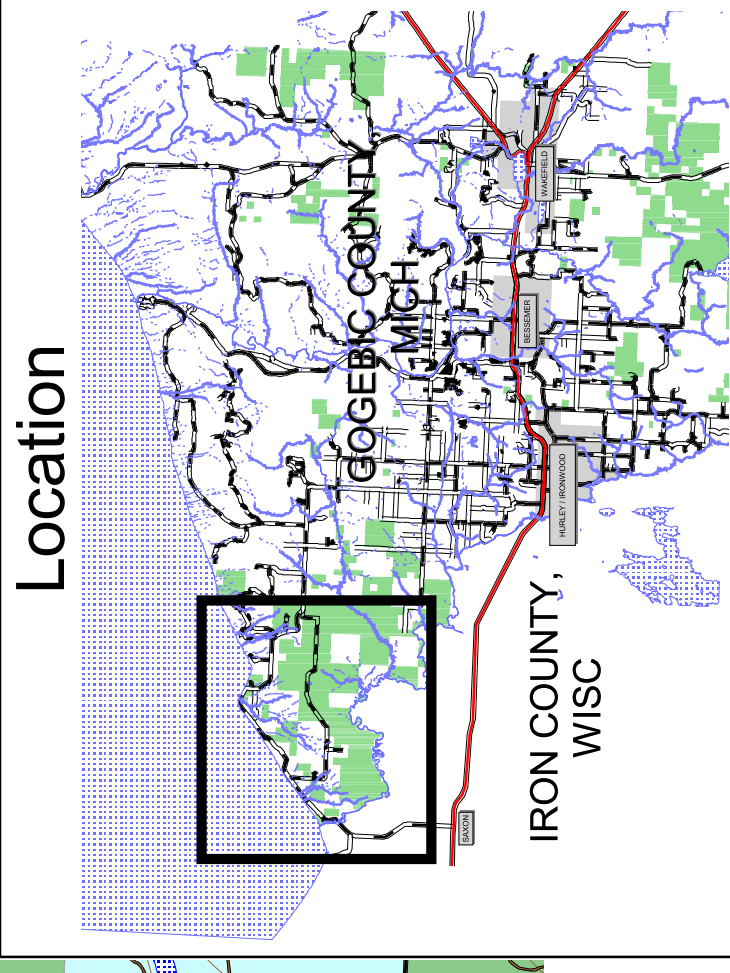 Location
GOGEBIC COUNTY,
MICH
WAKEFIELD
BESSEMER
HURLEY / IRONWOOD
IRON COUNTY,
WISC
SAXON